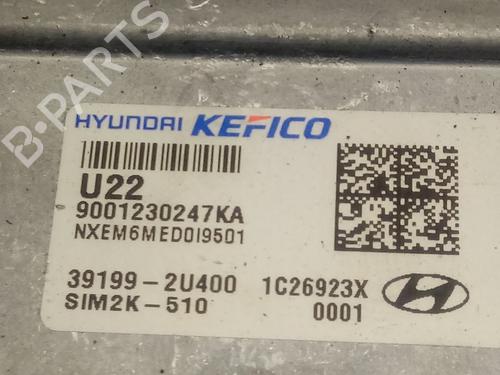 HYUNDAI KEFICO
U22
9001230247KA
NXEM6MED0I9501
39199-2U400 1C26923X
SIM2K-510 0001
B-PARTS